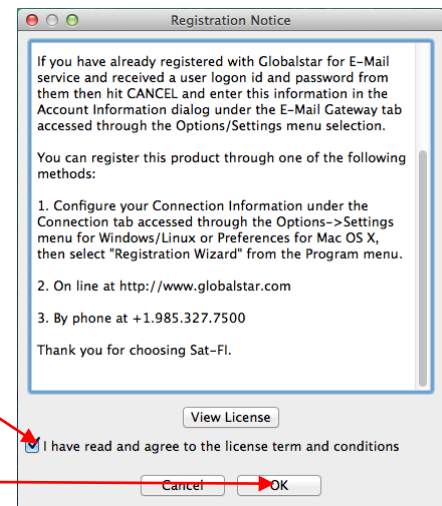 Registration Notice
If you have already registered with Globalstar for E-Mail
service and received a user logon id and password from
them then hit CANCEL and enter this information in the
Account Information dialog under the E-Mail Gateway tab
accessed through the Options/Settings menu selection.
You can register this product through one of the following
methods:
1. Configure your Connection Information under the
Connection tab accessed through the Options->Settings
menu for Windows/Linux or Preferences for Mac OS X,
then select "Registration Wizard" from the Program menu.
2. On line at http://www.globalstar.com
3. By phone at +1.985.327.7500
Thank you for choosing Sat-FI.
View License
I have read and agree to the license term and conditions
Cancel OK